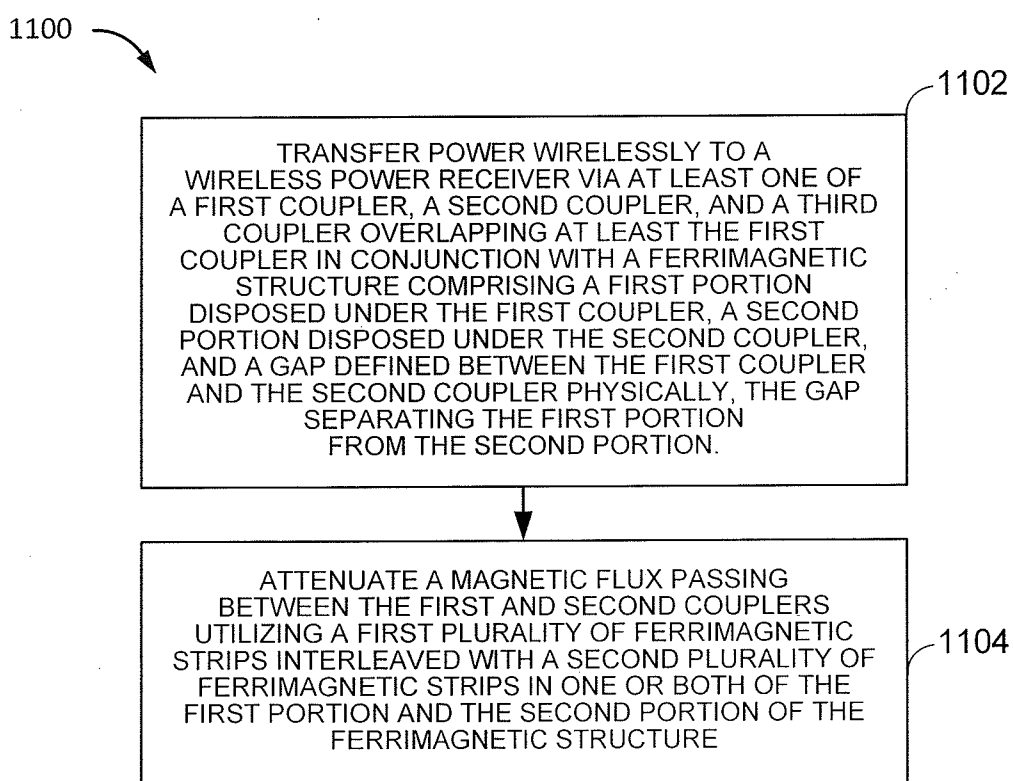 1100
1102
TRANSFER POWER WIRELESSLY TO A
WIRELESS POWER RECEIVER VIA AT LEAST ONE OF
A FIRST COUPLER, A SECOND COUPLER, AND A THIRD
COUPLER OVERLAPPING AT LEAST THE FIRST
COUPLER IN CONJUNCTION WITH A FERRIMAGNETIC
STRUCTURE COMPRISING A FIRST PORTION
DISPOSED UNDER THE FIRST COUPLER, A SECOND
PORTION DISPOSED UNDER THE SECOND COUPLER,
AND A GAP DEFINED BETWEEN THE FIRST COUPLER
AND THE SECOND COUPLER PHYSICALLY, THE GAP
SEPARATING THE FIRST PORTION
FROM THE SECOND PORTION.
ATTENUATE A MAGNETIC FLUX PASSING
BETWEEN THE FIRST AND SECOND COUPLERS
UTILIZING A FIRST PLURALITY OF FERRIMAGNETIC
STRIPS INTERLEAVED WITH A SECOND PLURALITY OF
FERRIMAGNETIC STRIPS IN ONE OR BOTH OF THE
FIRST PORTION AND THE SECOND PORTION OF THE
FERRIMAGNETIC STRUCTURE
1104